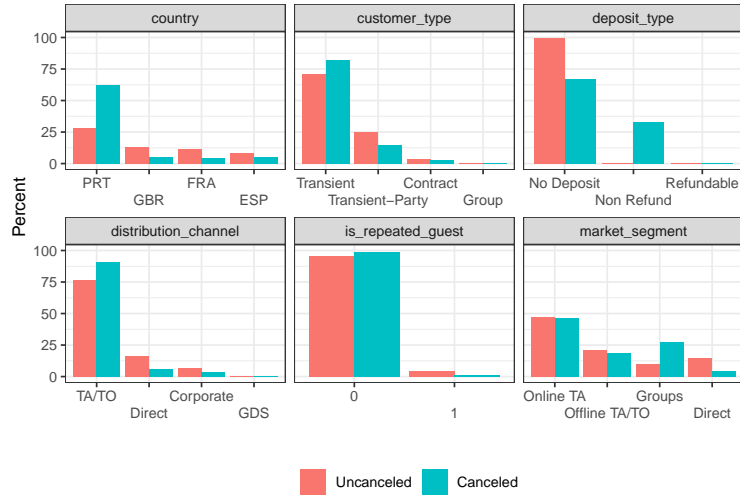 country customer_type deposit_type
100
75
50
25
0
PRT FRA Transient Contract No Deposit Refundable
GBR ESP Transient−Party Group Non Refund
Percent
distribution_channel is_repeated_guest market_segment
100
75
50
25
0
TA/TO Corporate 0 Online TA Groups
Direct GDS 1 Offline TA/TO Direct
Uncanceled Canceled